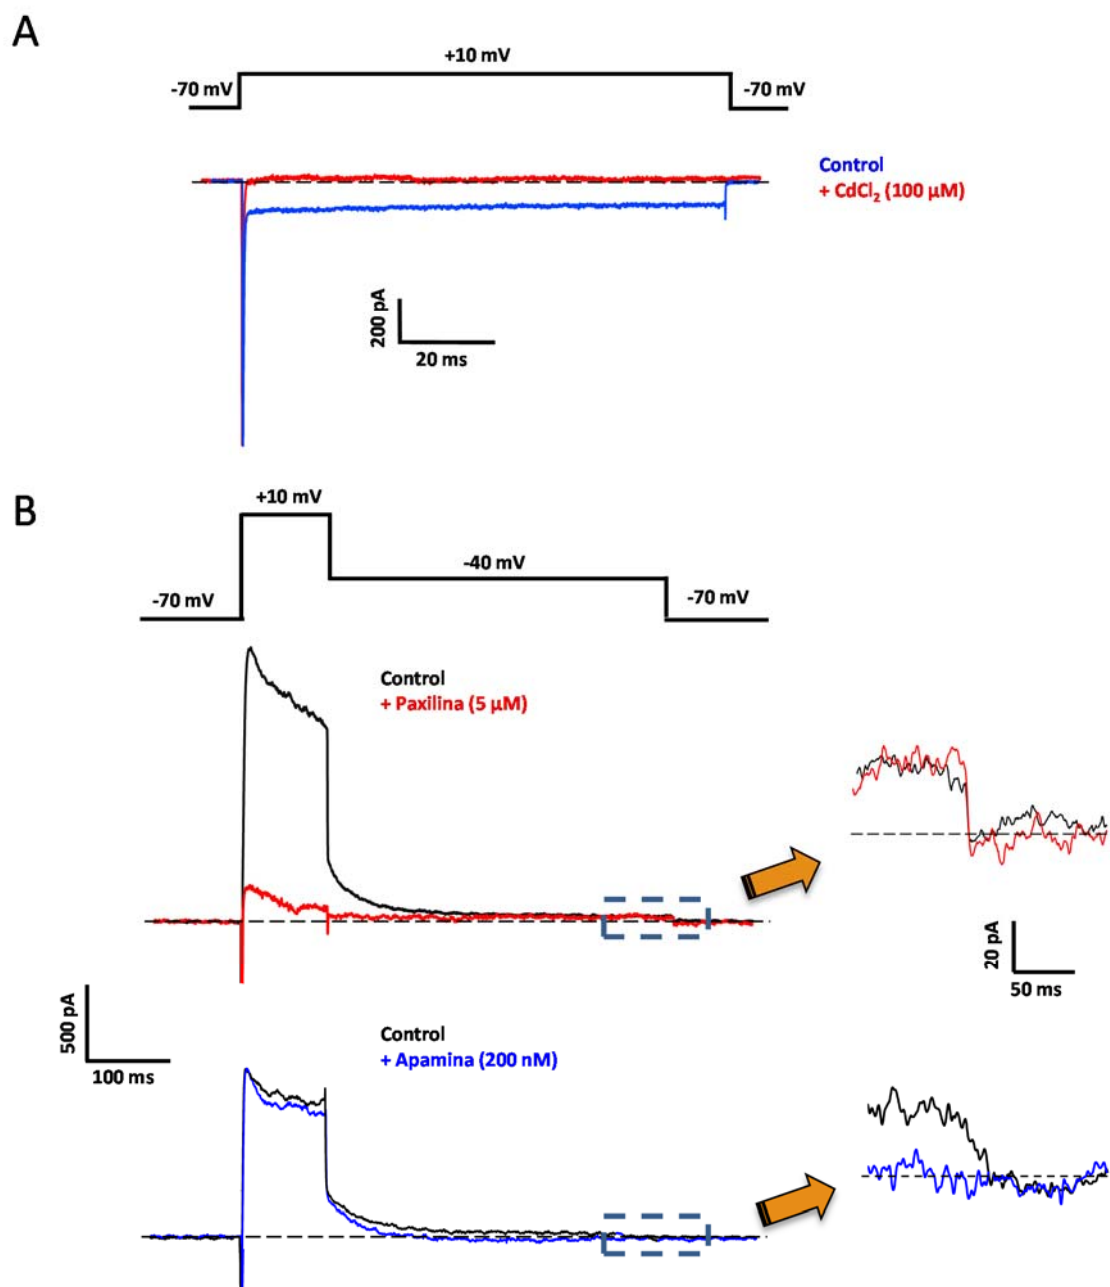 A
+10 mV
-70 mV
-70 mV
Control
+ CdCl₂ (100 µM)
200 pA
20 ms
B
+10 mV
-40 mV
-70 mV
-70 mV
Control
+ Paxilina (5 µM)
20 pA
50 ms
500 pA
100 ms
Control
+ Apamina (200 nM)